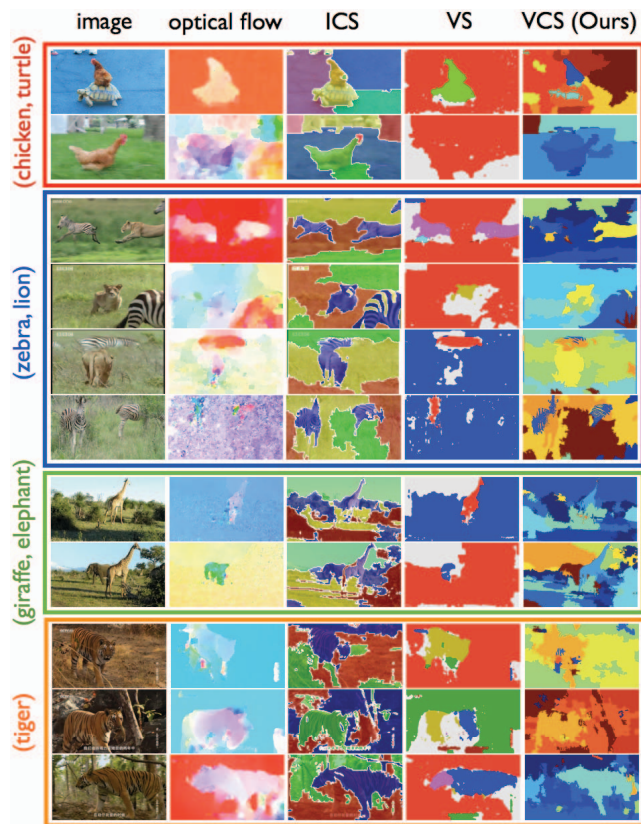 image optical flow ICS VS VCS (Ours)
(chicken, turtle)
(zebra, lion)
(giraffe, elephant)
(tiger)